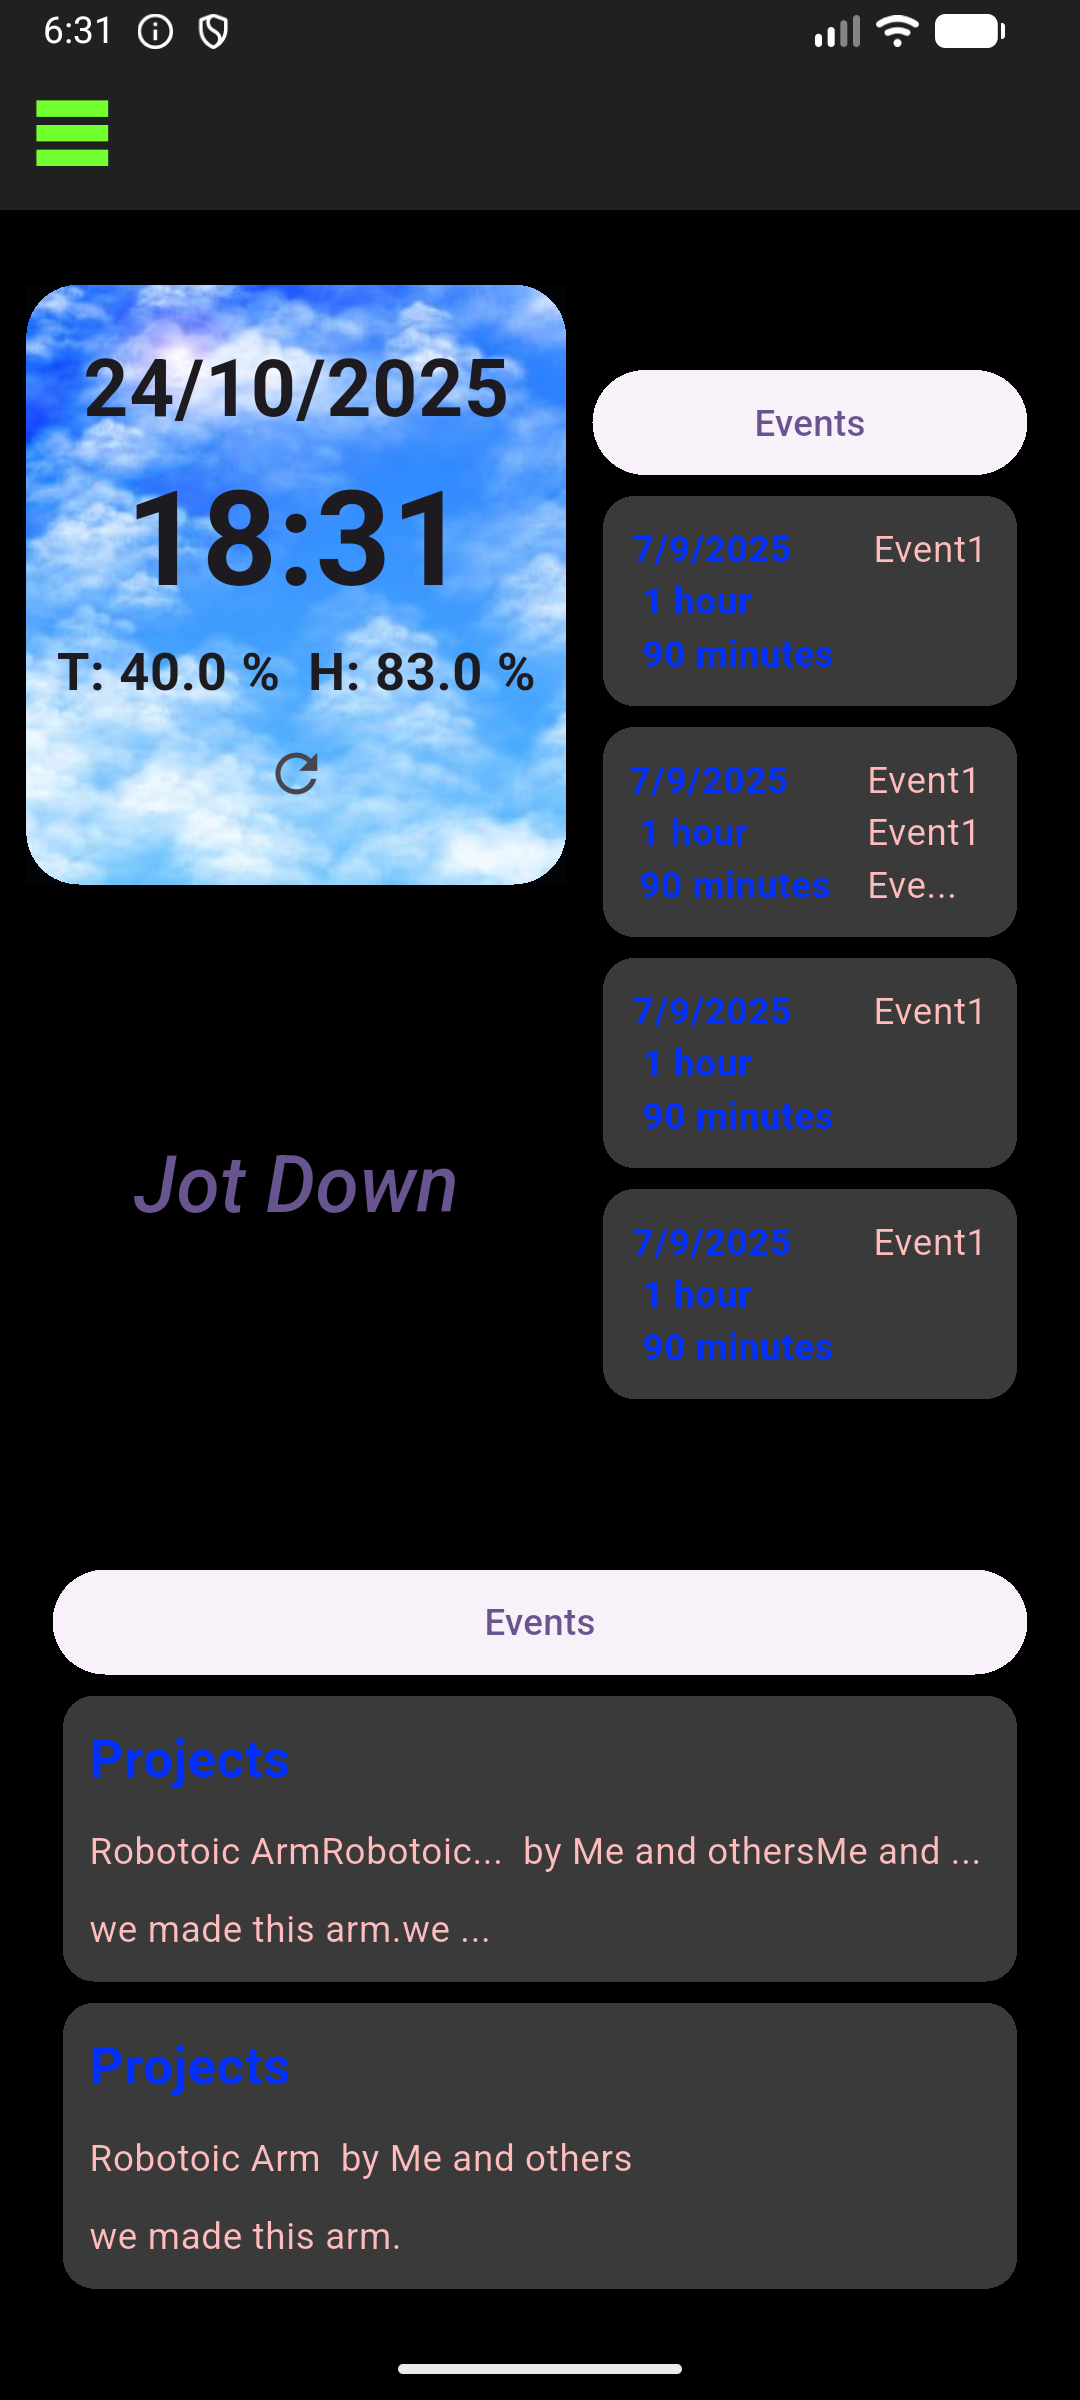 6:31
24/10/2025
18:31
T: 40.0 % H: 83.0 %
Events
7/9/2025 Event1
1 hour
90 minutes
7/9/2025 Event1
1 hour Event1
90 minutes Eve...
7/9/2025 Event1
1 hour
90 minutes
Jot Down
7/9/2025 Event1
1 hour
90 minutes
Events
Projects
Robotoic ArmRobotoic... by Me and othersMe and ...
we made this arm.we ...
Projects
Robotoic Arm by Me and others
we made this arm.